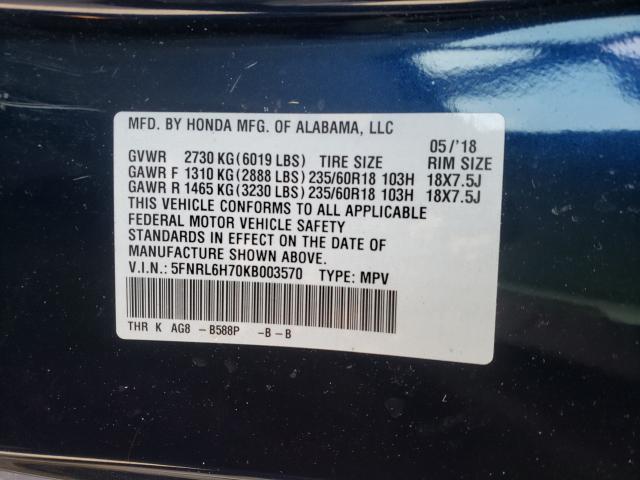 MFD. BY HONDA MFG. OF ALABAMA, LLC 05/'18
GVWR 2730 KG(6019 LBS) TIRE SIZE RIM SIZE
GAWR F 1310 KG(2888 LBS) 235/60R18 103H 18X7.5J
GAWR R 1465 KG(3230 LBS) 235/60R18 103H 18X7.5J
THIS VEHICLE CONFORMS TO ALL APPLICABLE
FEDERAL MOTOR VEHICLE SAFETY
STANDARDS IN EFFECT ON THE DATE OF
MANUFACTURE SHOWN ABOVE.
V.I.N.: 5FNRL6H70KB003570 TYPE: MPV
THR K AG8 -B588P -B-B